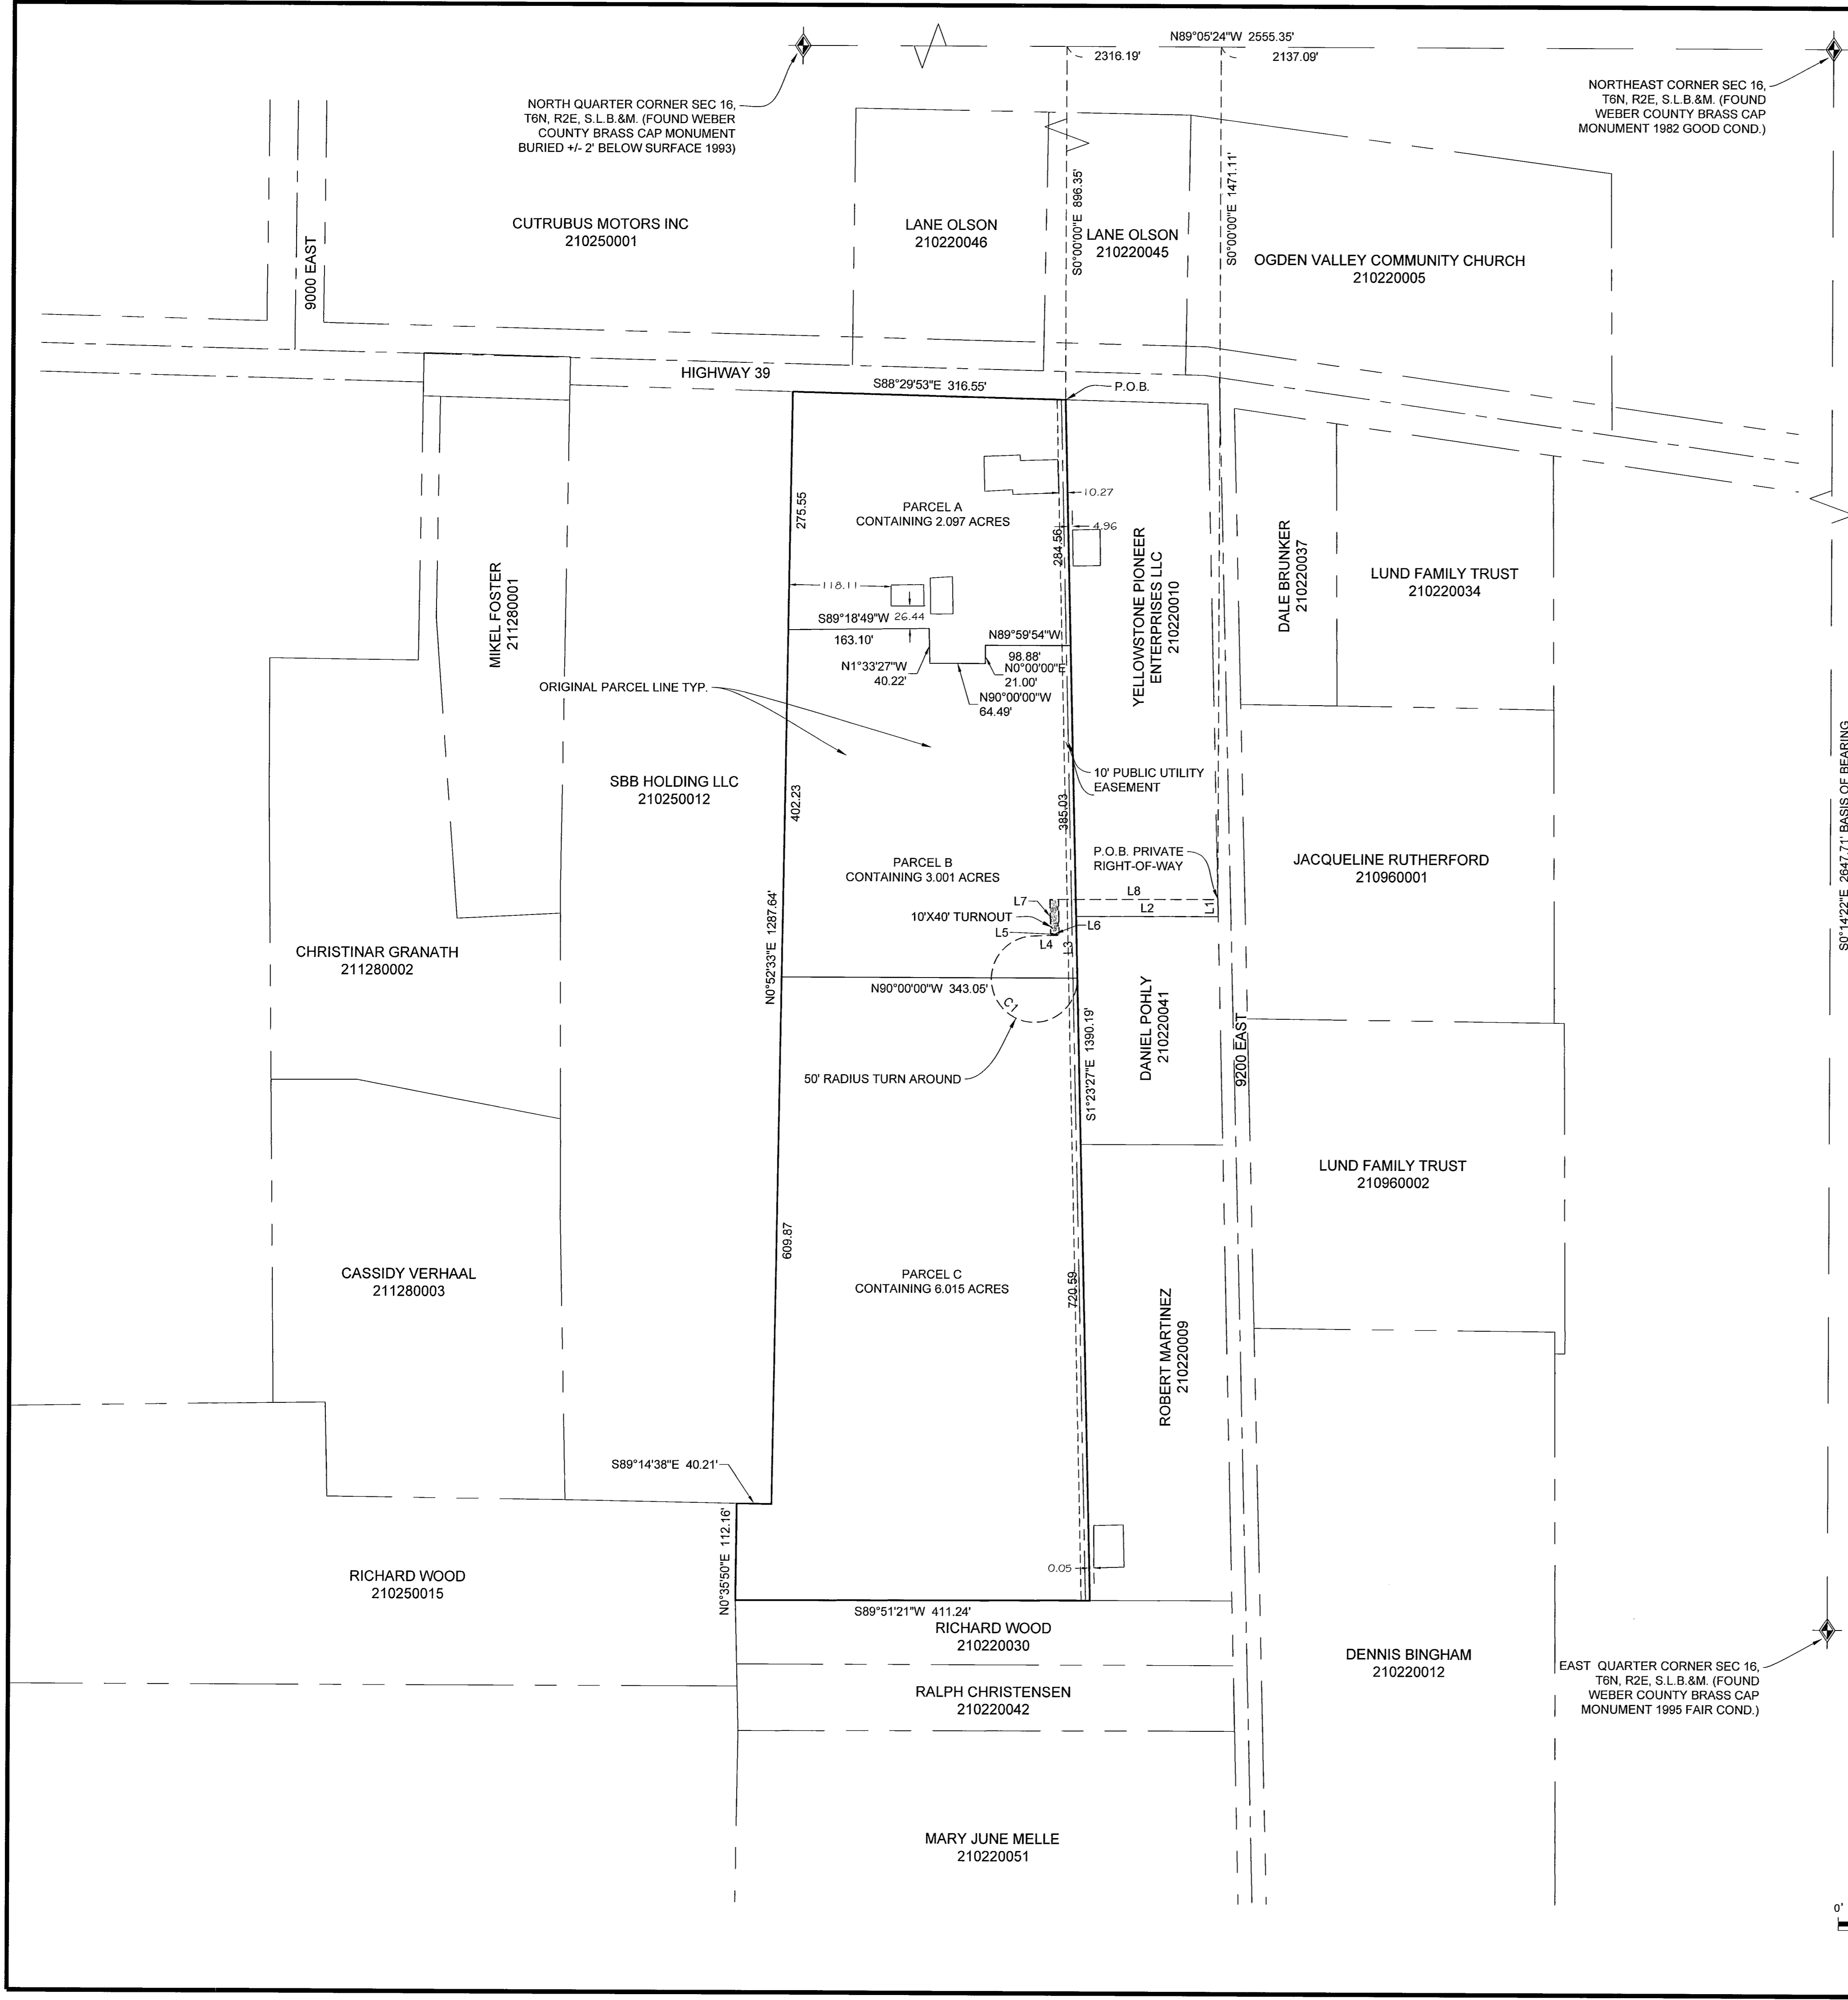 N89°05'24"W 2555.35'
2316.19'
2137.09'
NORTH QUARTER CORNER SEC 16,
T6N, R2E, S.L.B.&M. (FOUND WEBER
COUNTY BRASS CAP MONUMENT
BURIED +/- 2' BELOW SURFACE 1993)
NORTHEAST CORNER SEC 16,
T6N, R2E, S.L.B.&M. (FOUND
WEBER COUNTY BRASS CAP
MONUMENT 1982 GOOD COND.)
9000 EAST
CUTRUBUS MOTORS INC
210250001
LANE OLSON
210220046
S0°00'00"E 896.35'
LANE OLSON
210220045
S0°00'00"E 1471.11'
OGDEN VALLEY COMMUNITY CHURCH
210220005
HIGHWAY 39
S88°29'53"E 316.55'
P.O.B.
MIKEL FOSTER
211280001
275.55
PARCEL A
CONTAINING 2.097 ACRES
10.27
4.96
284.56
118.11
26.44
S89°18'49"W
163.10'
N1°33'27"W
40.22'
N89°59'54"W
98.88'
N0°00'00"E
21.00'
N90°00'00"W
64.49'
YELLOWSTONE PIONEER
ENTERPRISES LLC
210220010
DALE BRUNKER
210220037
LUND FAMILY TRUST
210220034
ORIGINAL PARCEL LINE TYP.
SBB HOLDING LLC
210250012
402.23
10' PUBLIC UTILITY
EASEMENT
385.03
S0°14'22"E 2647.71' BASIS OF BEARING
PARCEL B
CONTAINING 3.001 ACRES
P.O.B. PRIVATE
RIGHT-OF-WAY
JACQUELINE RUTHERFORD
210960001
L8
L7
L2
L1
10'X40' TURNOUT
L6
L5
L4
L3
N0°52'33"E 1287.64'
CHRISTINAR GRANATH
211280002
N90°00'00"W 343.05'
C1
DANIEL POHLY
210220041
S1°23'27"E 1390.19'
9200 EAST
50' RADIUS TURN AROUND
LUND FAMILY TRUST
210960002
609.87
CASSIDY VERHAAL
211280003
PARCEL C
CONTAINING 6.015 ACRES
720.59
ROBERT MARTINEZ
210220009
S89°14'38"E 40.21'
N0°35'50"E 112.16'
RICHARD WOOD
210250015
0.05
S89°51'21"W 411.24'
RICHARD WOOD
210220030
DENNIS BINGHAM
210220012
EAST QUARTER CORNER SEC 16,
T6N, R2E, S.L.B.&M. (FOUND
WEBER COUNTY BRASS CAP
MONUMENT 1995 FAIR COND.)
RALPH CHRISTENSEN
210220042
MARY JUNE MELLE
210220051
0'